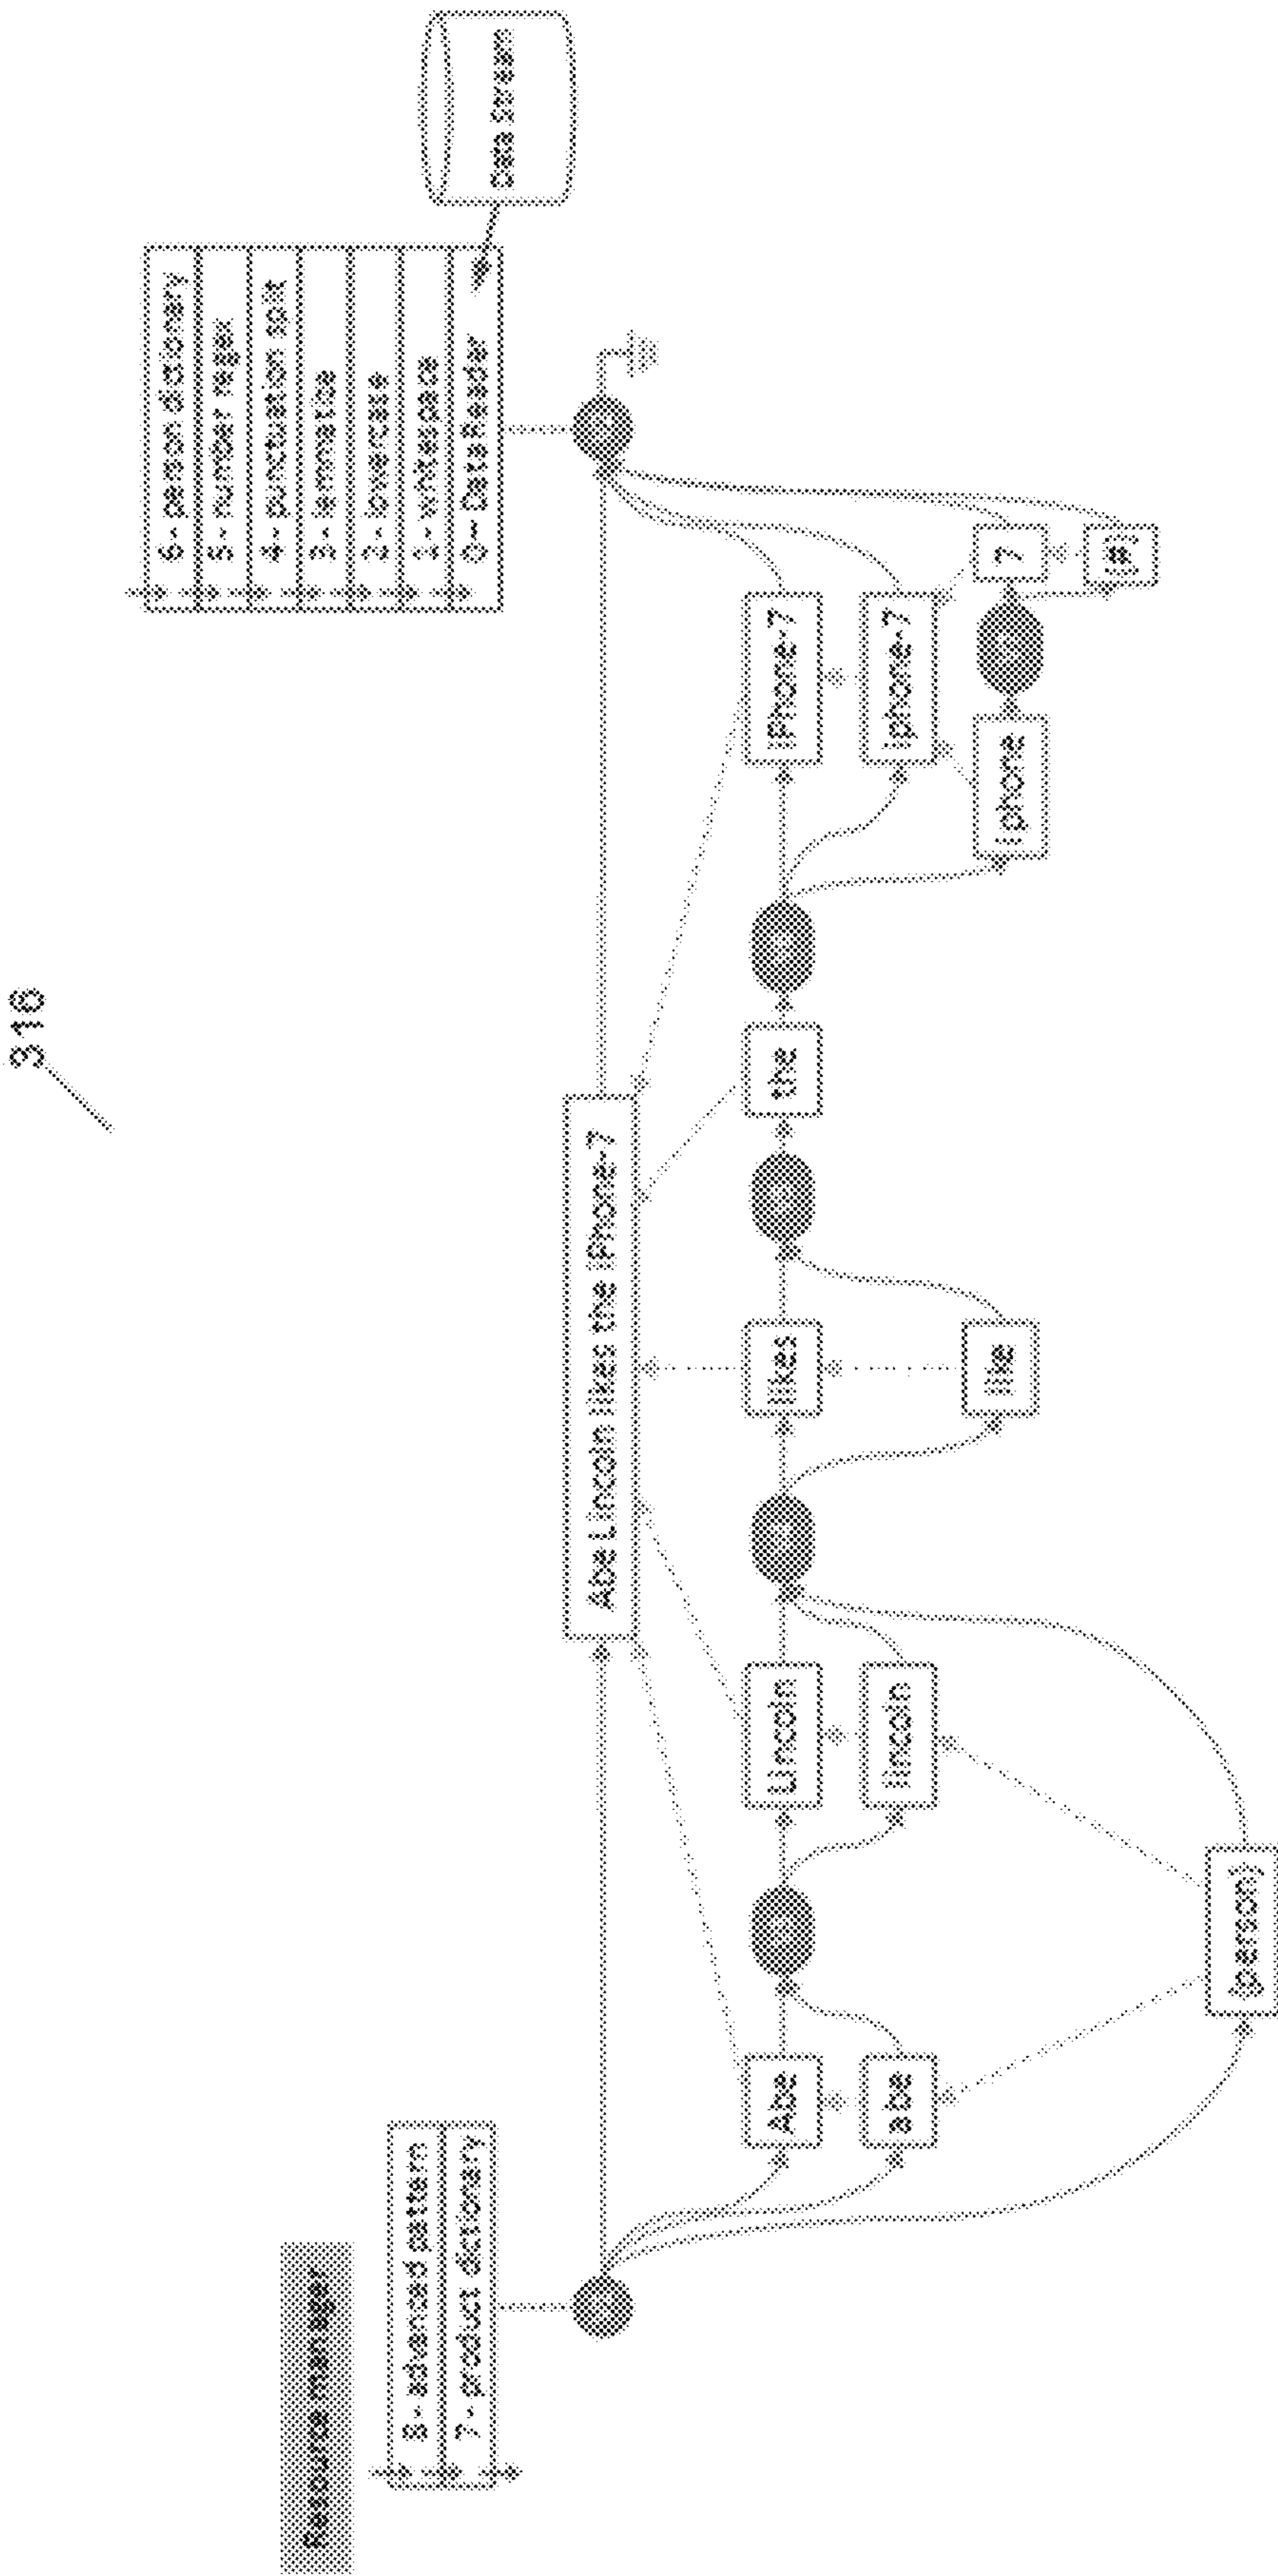 316
Resource manager
8- advanced pattern
7- product dictionary
6- person dictionary
5- number regex
4- punctuation split
3- lemmatize
2- lowercase
1- whitespace
0- Data Reader
Data Stream
Abe Lincoln likes the iPhone-7
Abe
Lincoln
likes
the
iPhone-7
abe
lincoln
iphone-7
like
iphone
7
{#}
{person}